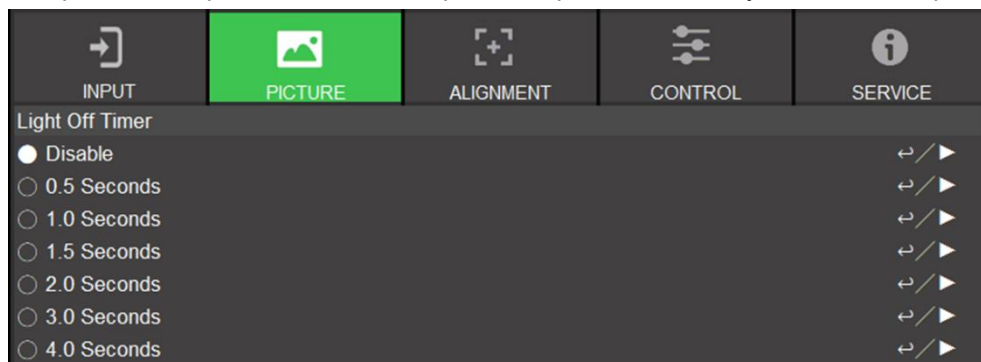 INPUT PICTURE ALIGNMENT CONTROL SERVICE
Light Off Timer
Disable
0.5 Seconds
1.0 Seconds
1.5 Seconds
2.0 Seconds
3.0 Seconds
4.0 Seconds